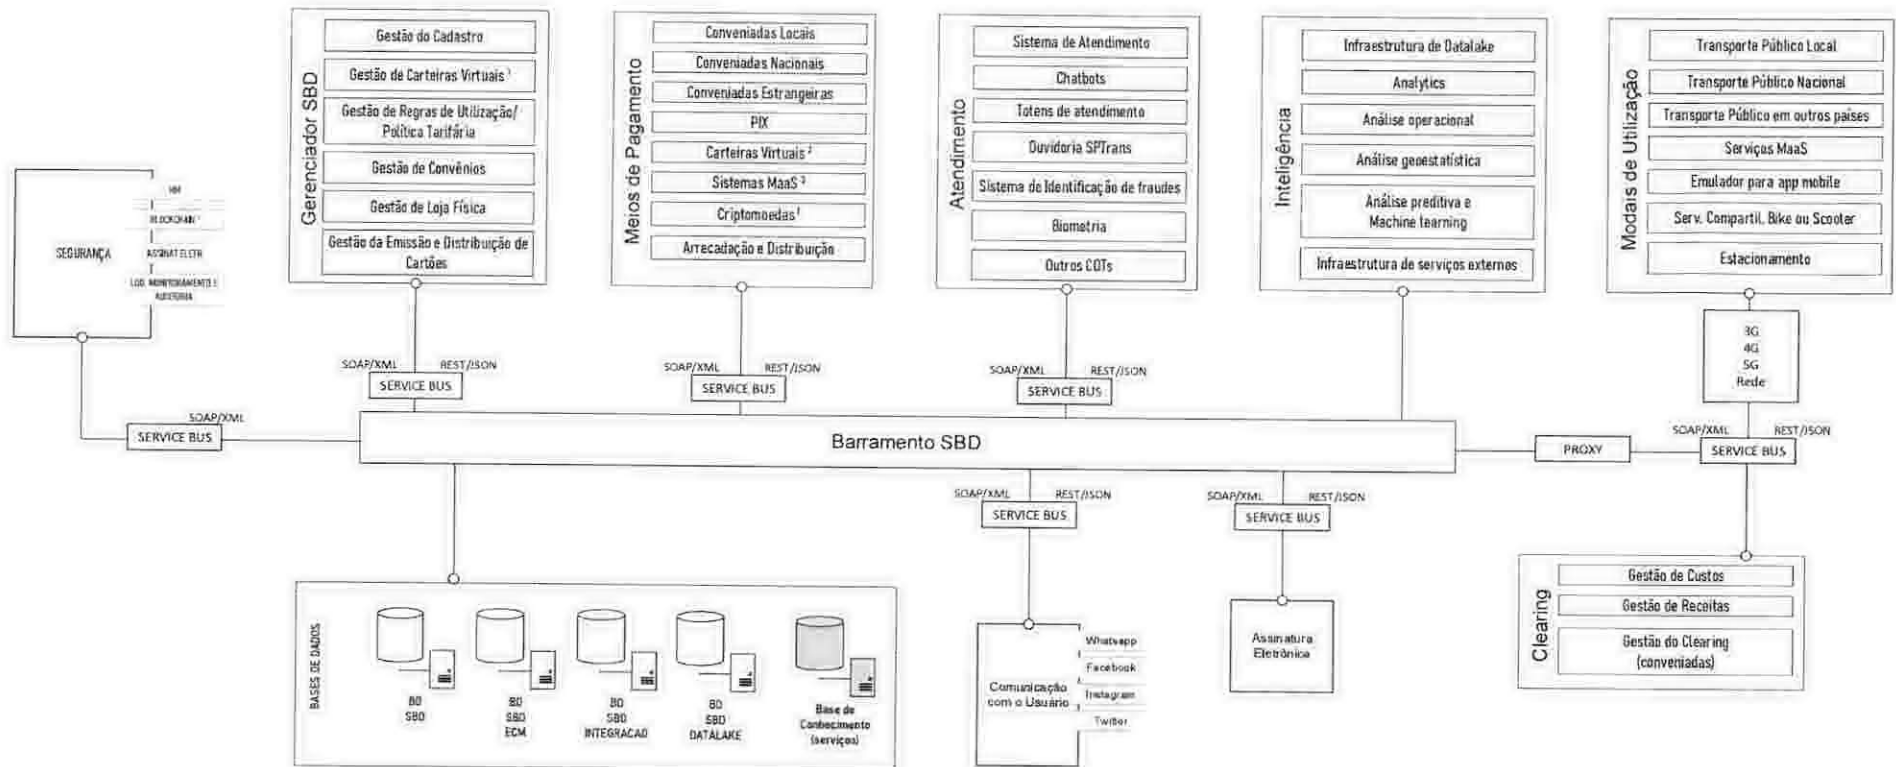 Gerenciador SBD
Gestão do Cadastro
Gestão de Carteiras Virtuais ¹
Gestão de Regras de Utilização/
Política Tarifária
Gestão de Convênios
Gestão de Loja Física
Gestão da Emissão e Distribuição de
Cartões
Meios de Pagamento
Conveniadas Locais
Conveniadas Nacionais
Conveniadas Estrangeiras
PIX
Carteiras Virtuais ²
Sistemas MaaS ³
Criptomoedas¹
Arrecadação e Distribuição
Atendimento
Sistema de Atendimento
Chatbots
Totens de atendimento
Ouvidoria SPTrans
Sistema de Identificação de fraudes
Biometria
Outros COTs
Inteligência
Infraestrutura de Datalake
Analytics
Análise operacional
Análise geoestatística
Análise preditiva e
Machine learning
Infraestrutura de serviços externos
Modais de Utilização
Transporte Público Local
Transporte Público Nacional
Transporte Público em outros países
Serviços MaaS
Emulador para app mobile
Serv. Compartil. Bike ou Scooter
Estacionamento
SEGURANÇA
BLOCKCHAIN
ASSINAT ELETR
LOG, MONITORAMENTO E
AUDITORIA
3G
4G
5G
Rede
SOAP/XML REST/JSON
SERVICE BUS
SOAP/XML REST/JSON
SERVICE BUS
SOAP/XML REST/JSON
SERVICE BUS
SOAP/XML
SERVICE BUS
Barramento SBD
PROXY
SOAP/XML REST/JSON
SERVICE BUS
SOAP/XML REST/JSON
SERVICE BUS
SOAP/XML REST/JSON
SERVICE BUS
BASES DE DADOS
BD
SBD
BD
SBD
ECM
BD
SBD
INTEGRACAO
BD
SBD
DATALAKE
Base de
Conhecimento
(serviços)
Comunicação
com o Usuário
Whatsapp
Facebook
Instagram
Twitter
Assinatura
Eletrônica
Clearing
Gestão de Custos
Gestão de Receitas
Gestão do Clearing
(conveniadas)